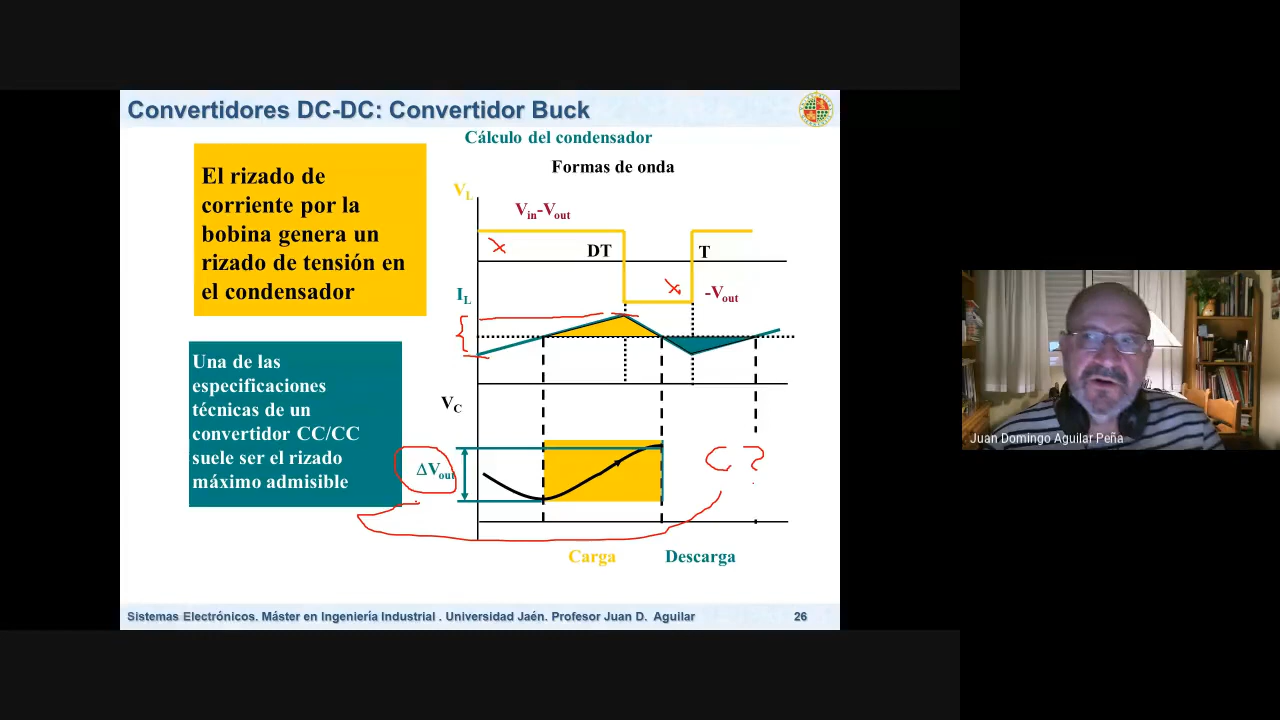 Convertidores DC-DC: Convertidor Buck
Cálculo del condensador
El rizado de
corriente por la
bobina genera un
rizado de tensión en
el condensador
Una de las
especificaciones
técnicas de un
convertidor CC/CC
suele ser el rizado
máximo admisible
Formas de onda
VL
Vin-Vout
DT
T
-Vout
IL
VC
ΔVout
C ?
Carga
Descarga
Juan Domingo Aguilar Peña
Sistemas Electrónicos. Máster en Ingeniería Industrial . Universidad Jaén. Profesor Juan D. Aguilar
26